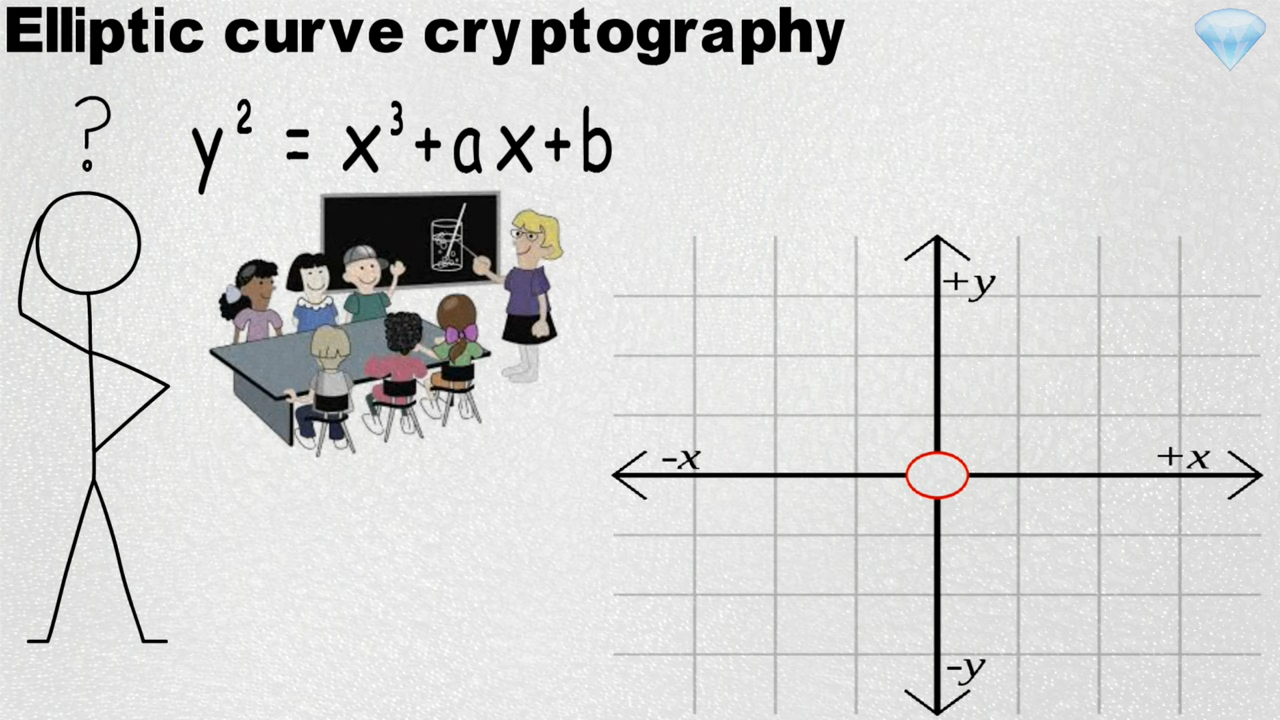 Elliptic curve cryptography
?
y² = x³+ax+b
+y
-x
+x
-y